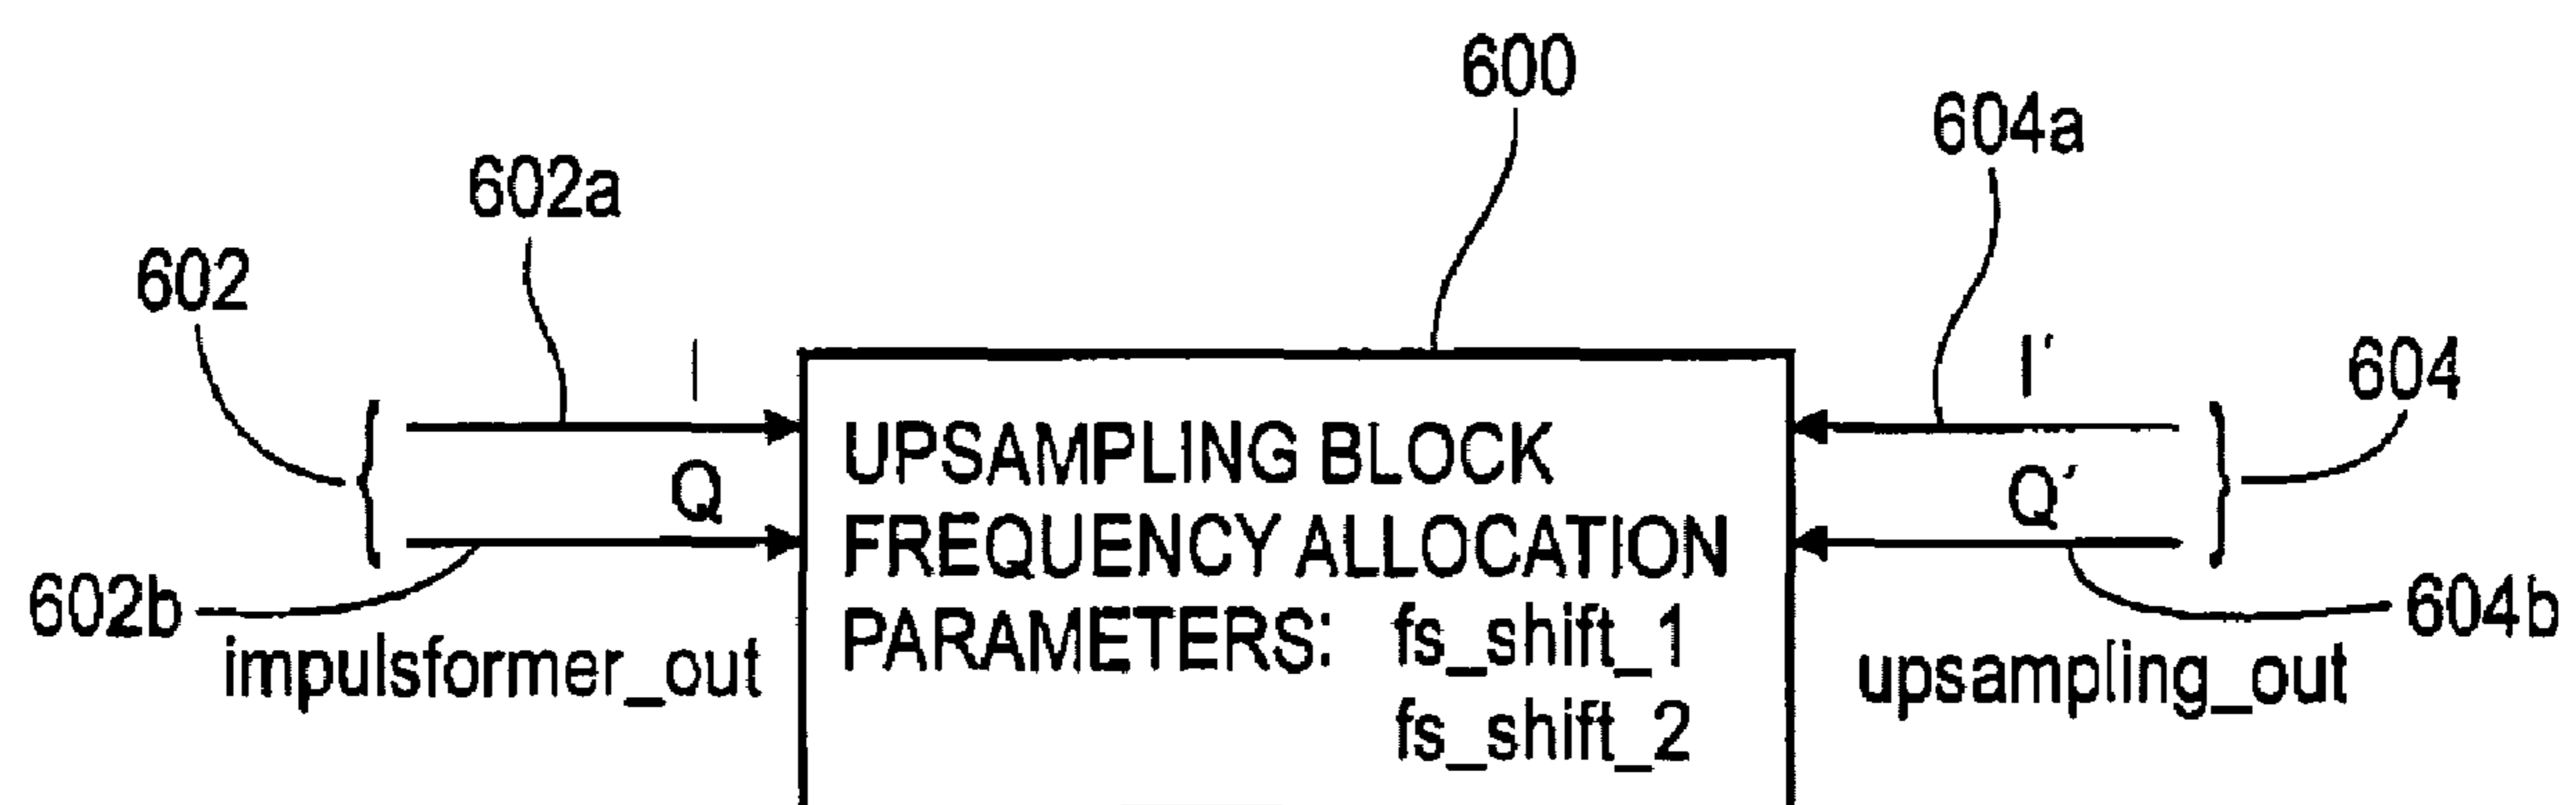 600
604a
602a
602
I
I′
604
UPSAMPLING BLOCK
Q
Q′
FREQUENCY ALLOCATION
602b
604b
PARAMETERS: fs_shift_1
impulsformer_out
upsampling_out
fs_shift_2